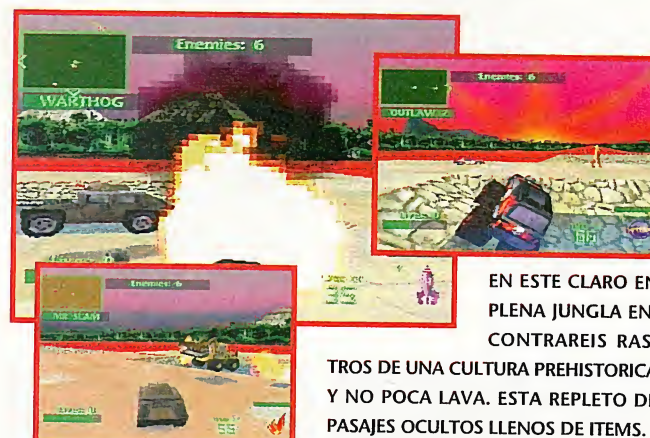 Enemies: 6
WARTHOG
Enemies: 6
OUTLAW 2
Enemies: 6
MR. SLAM
EN ESTE CLARO EN
PLENA JUNGLA EN-
CONTRAREIS RAS-
TROS DE UNA CULTURA PREHISTORICA
Y NO POCA LAVA. ESTA REPLETO DE
PASAJES OCULTOS LLENOS DE ITEMS.